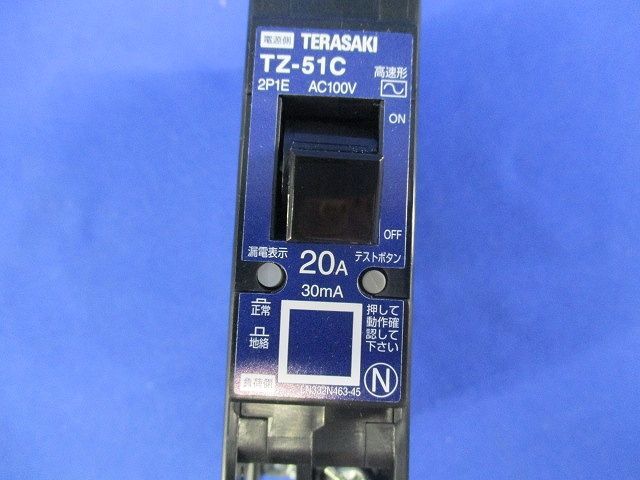 電源側 TERASAKI
TZ-51C
高速形
2P1E AC100V
ON
OFF
漏電表示
20A
テストボタン
30mA
正常
地絡
押して
動作確
認して
下さい
負荷側
N
LN332N463-45